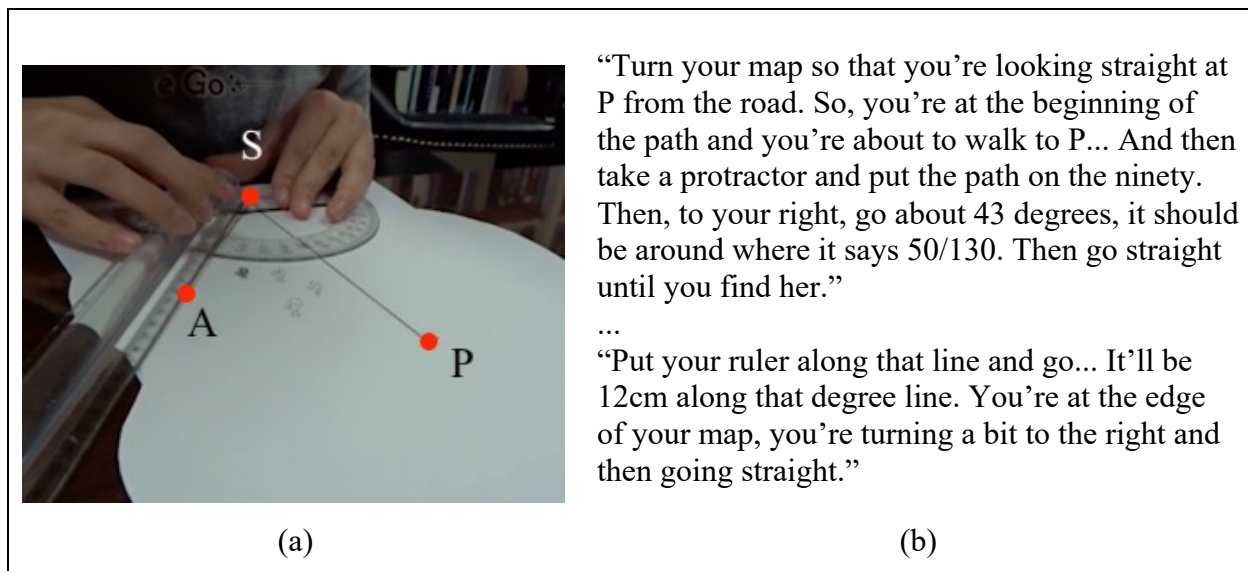 e Go
S
A
P
(a)
“Turn your map so that you’re looking straight at
P from the road. So, you’re at the beginning of
the path and you’re about to walk to P... And then
take a protractor and put the path on the ninety.
Then, to your right, go about 43 degrees, it should
be around where it says 50/130. Then go straight
until you find her.”
...
“Put your ruler along that line and go... It’ll be
12cm along that degree line. You’re at the edge
of your map, you’re turning a bit to the right and
then going straight.”
(b)